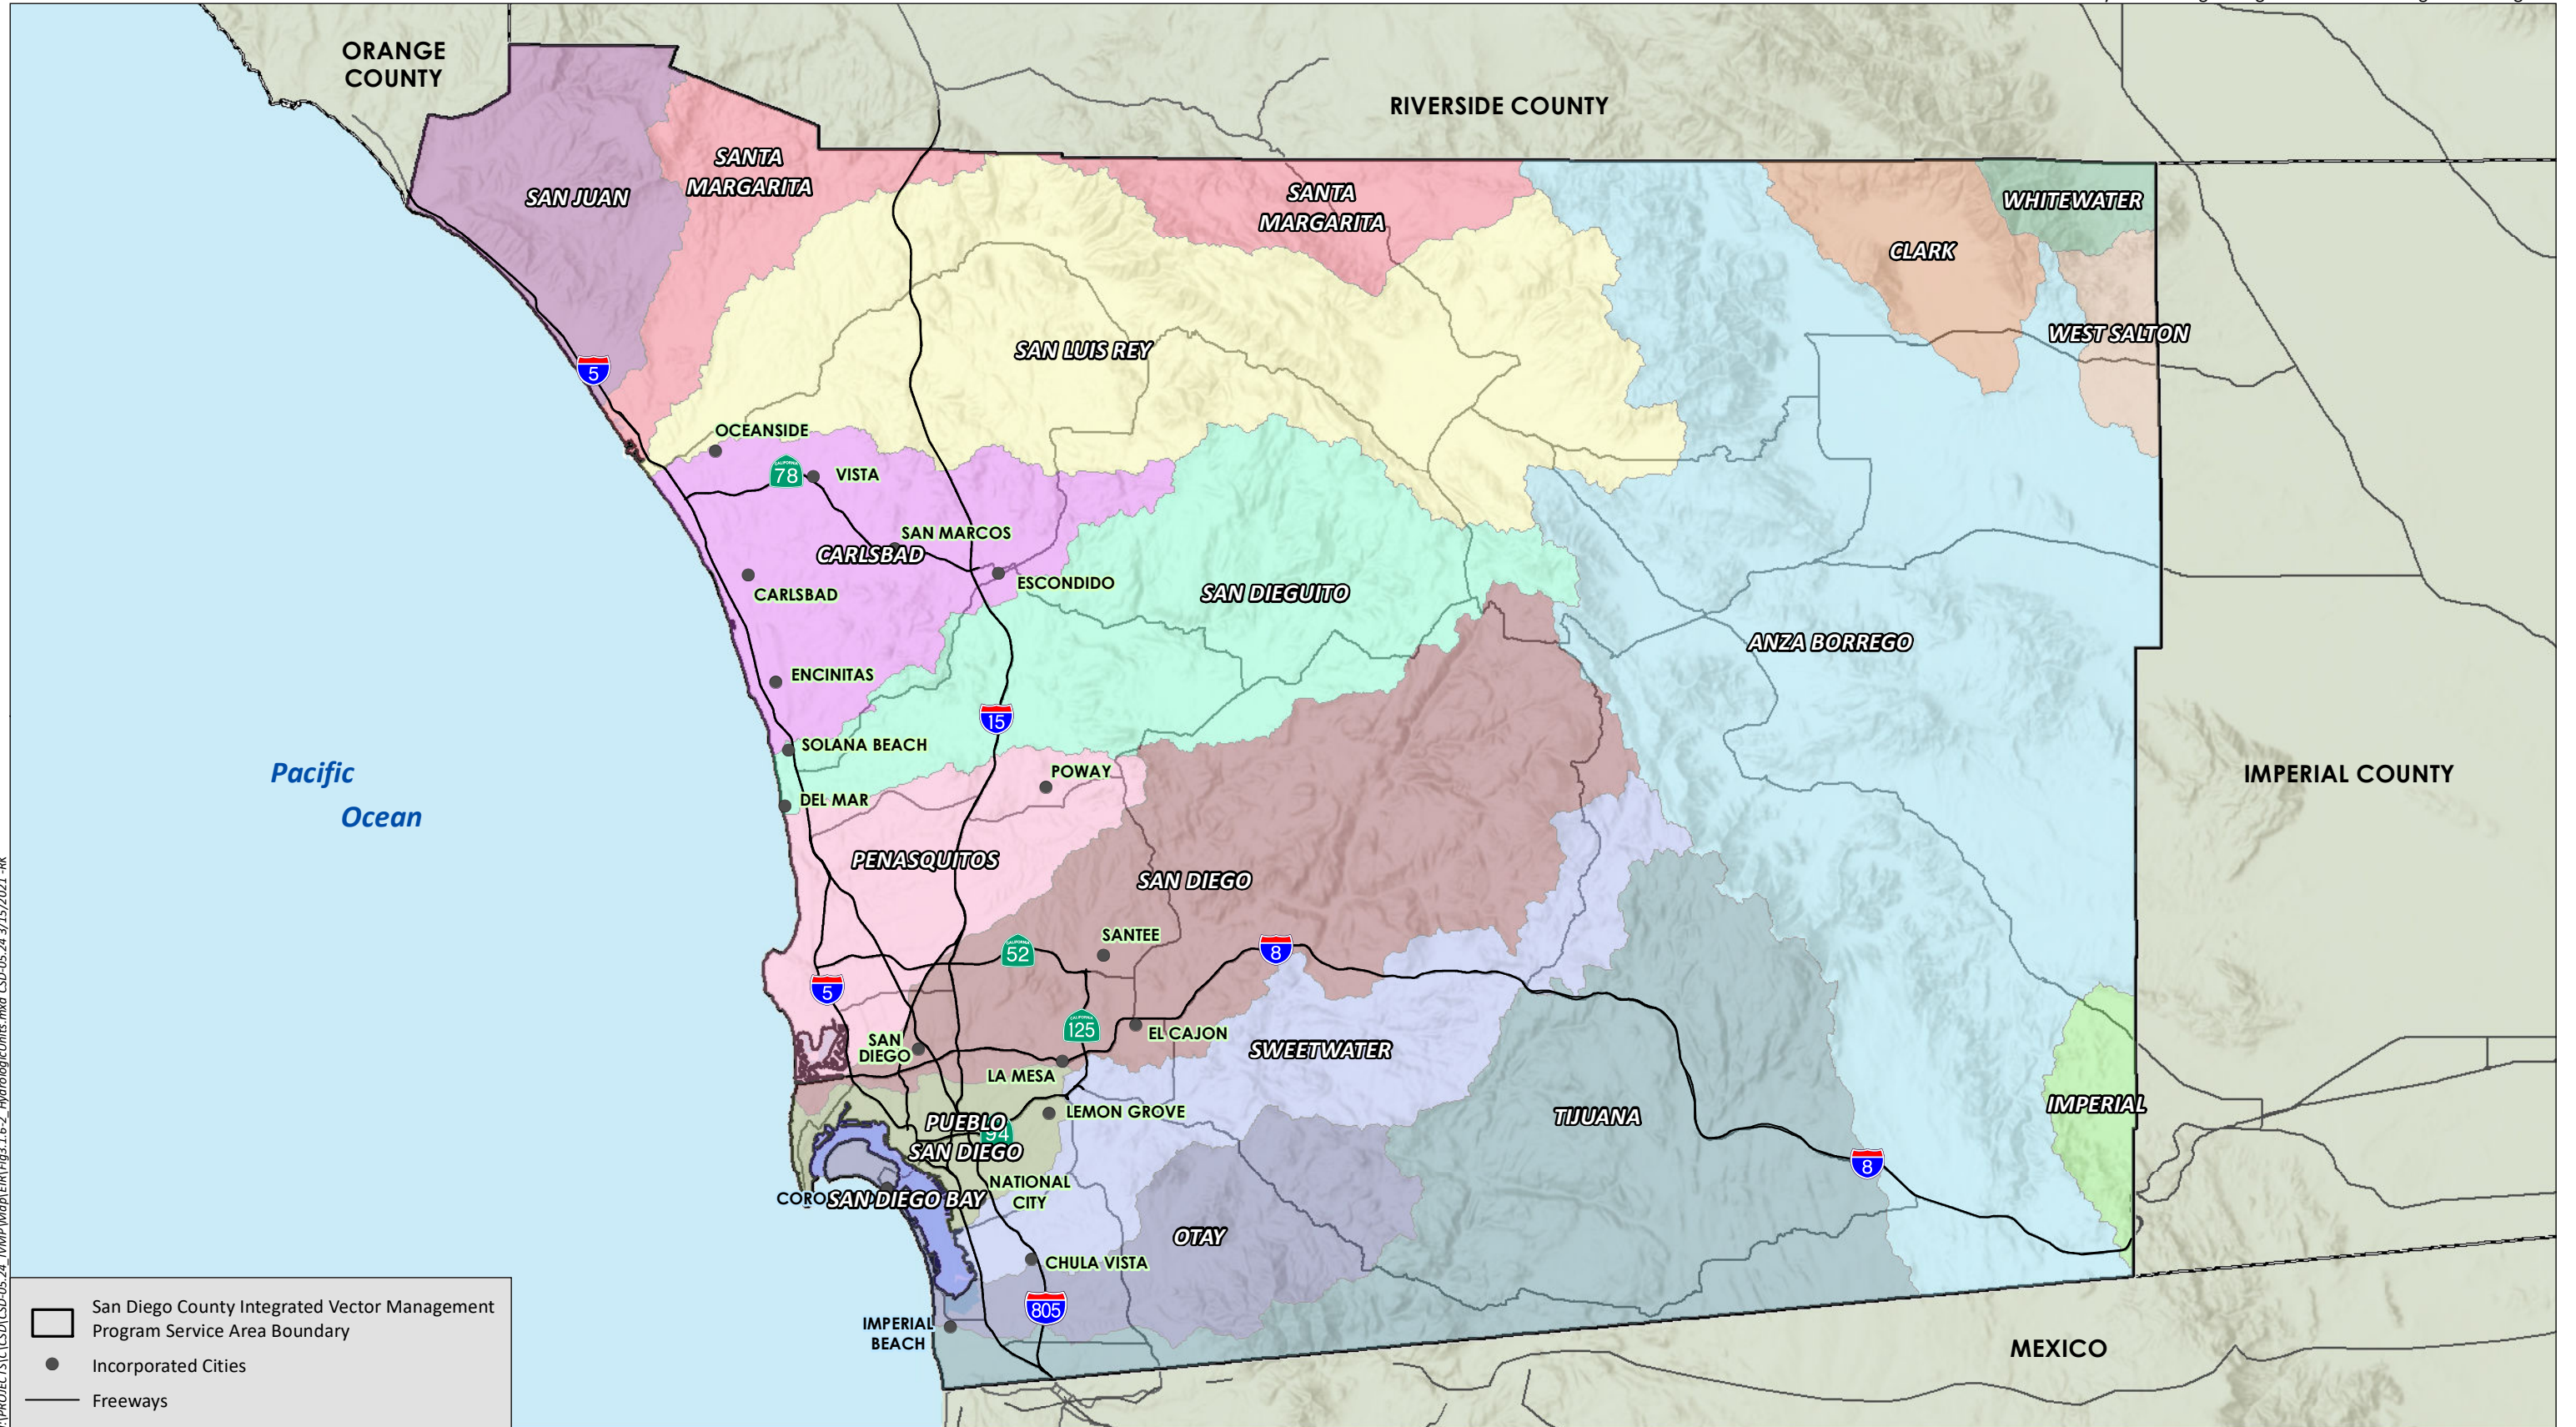 ORANGE
COUNTY
RIVERSIDE COUNTY
SANTA
MARGARITA
SAN JUAN
SANTA
MARGARITA
WHITEWATER
CLARK
WEST SALTON
SAN LUIS REY
5
OCEANSIDE
CALIFORNIA
78
VISTA
SAN MARCOS
CARLSBAD
ESCONDIDO
CARLSBAD
SAN DIEGUITO
ANZA BORREGO
ENCINITAS
15
SOLANA BEACH
POWAY
DEL MAR
Pacific
Ocean
IMPERIAL COUNTY
PENASQUITOS
SAN DIEGO
SANTEE
CALIFORNIA
52
8
5
CALIFORNIA
125
EL CAJON
SAN
DIEGO
SWEETWATER
LA MESA
LEMON GROVE
TIJUANA
IMPERIAL
PUEBLO
SAN DIEGO
94
8
NATIONAL
CITY
SAN DIEGO BAY
OTAY
CHULA VISTA
805
IMPERIAL
BEACH
MEXICO
San Diego County Integrated Vector Management
Program Service Area Boundary
Incorporated Cities
Freeways